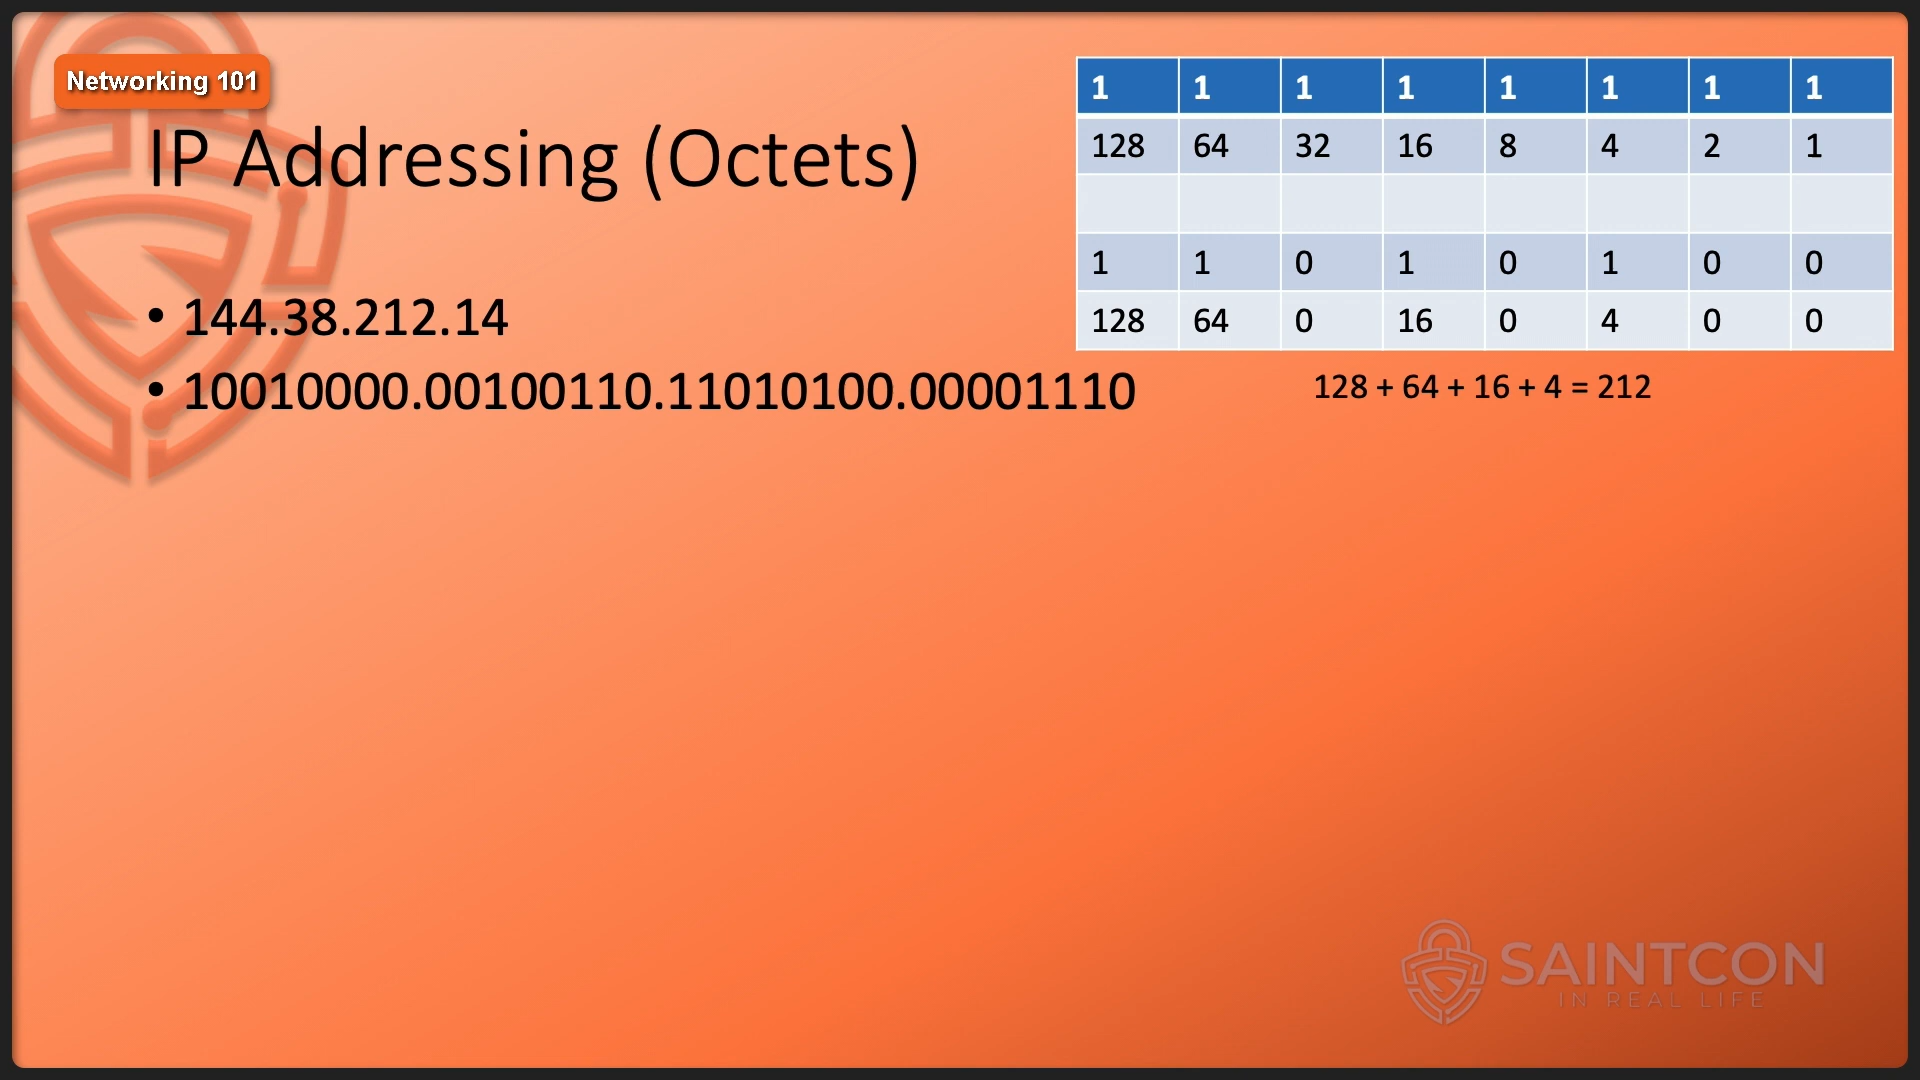 Networking 101
IP Addressing (Octets)
• 144.38.212.14
• 10010000.00100110.11010100.00001110
1 1 1 1 1 1 1 1
128 64 32 16 8 4 2 1
1 1 0 1 0 1 0 0
128 64 0 16 0 4 0 0
128 + 64 + 16 + 4 = 212
SAINTCON
IN REAL LIFE